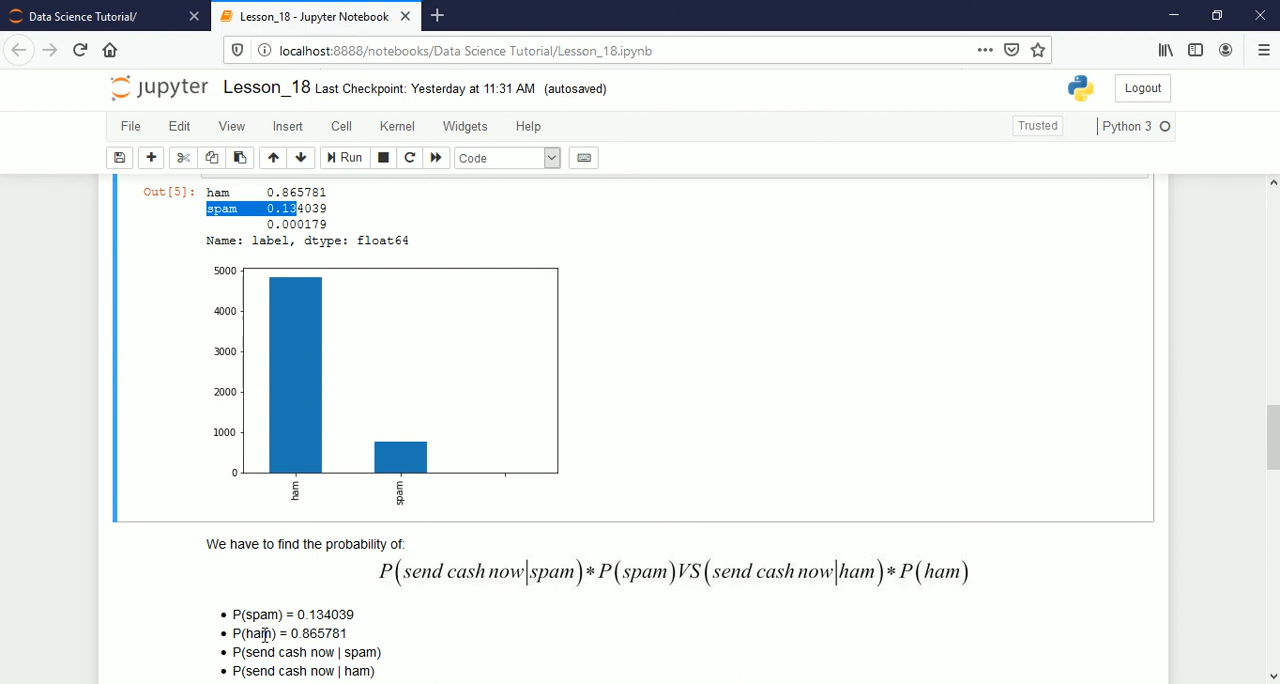 Data Science Tutorial/
Lesson_18 - Jupyter Notebook
localhost:8888/notebooks/Data Science Tutorial/Lesson_18.ipynb
jupyter Lesson_18 Last Checkpoint: Yesterday at 11:31 AM (autosaved)
Logout
File Edit View Insert Cell Kernel Widgets Help
Trusted
Python 3
Run
Code
Out[5]: ham 0.865781
spam 0.134039
0.000179
Name: label, dtype: float64
5000
4000
3000
2000
1000
0
ham
spam
We have to find the probability of:
P(send cash now|spam)*P(spam)VS(send cash now|ham)*P(ham)
• P(spam) = 0.134039
• P(ham) = 0.865781
• P(send cash now | spam)
• P(send cash now | ham)